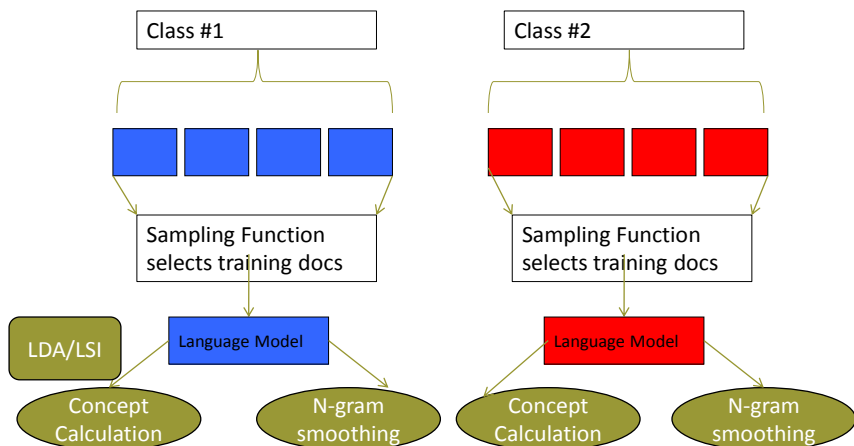 Class #1
Class #2
Sampling Function
selects training docs
Sampling Function
selects training docs
LDA/LSI
Language Model
Language Model
Concept
Calculation
N-gram
smoothing
Concept
Calculation
N-gram
smoothing